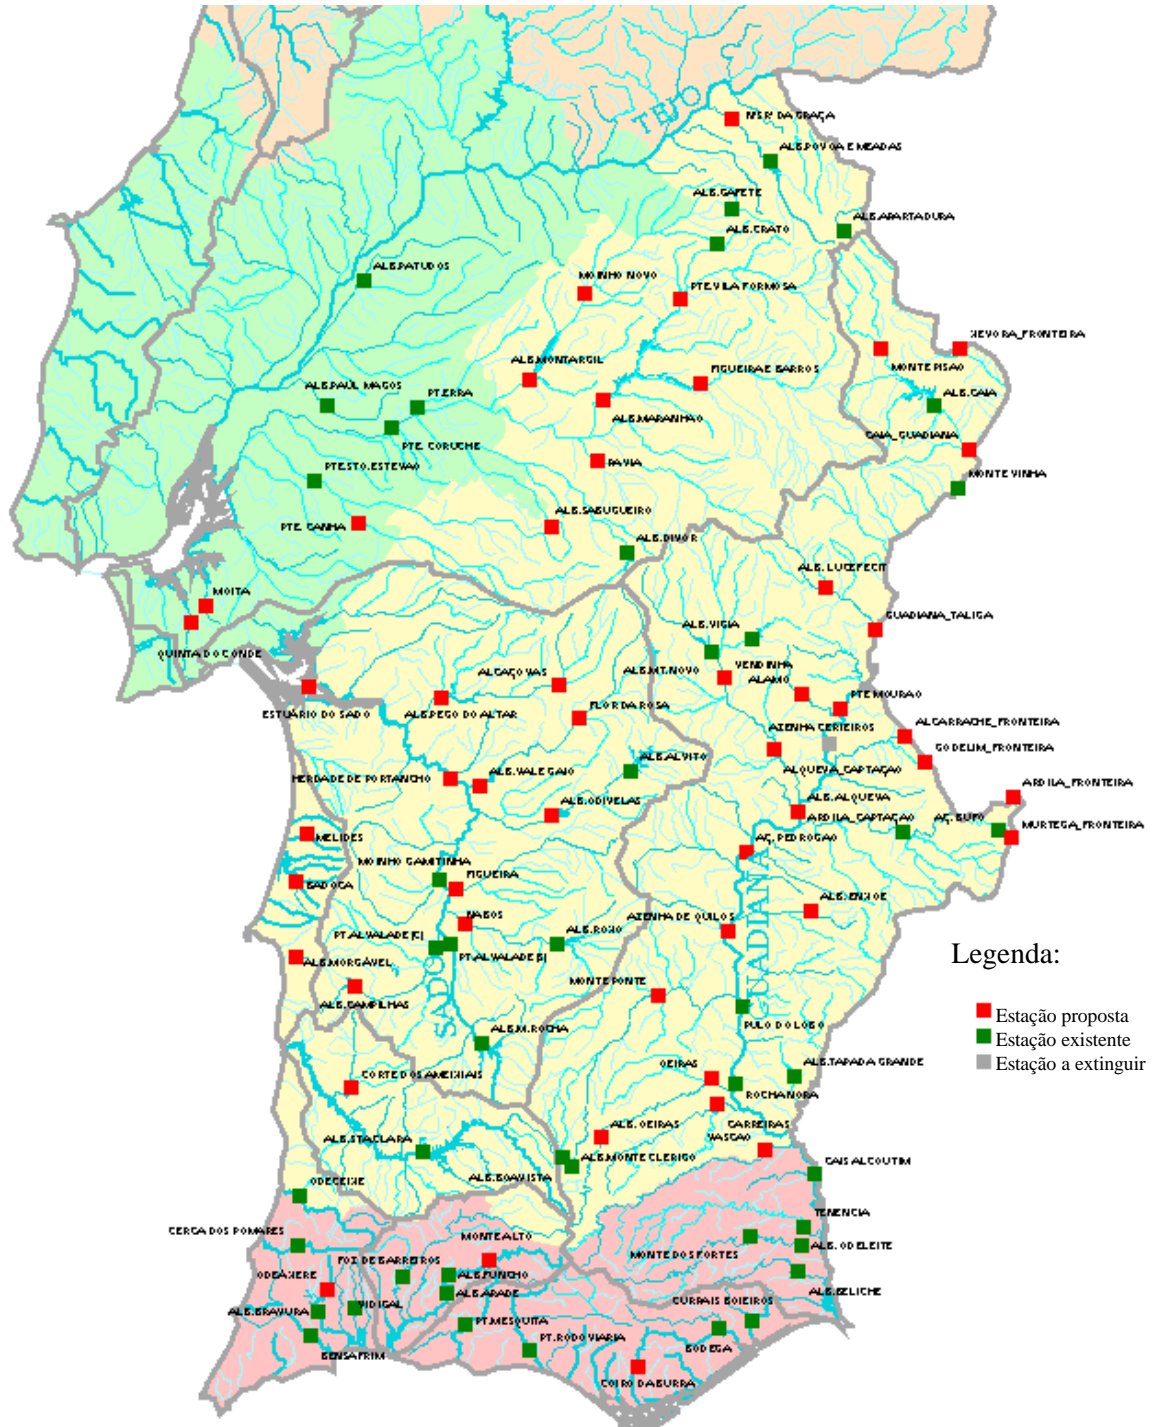 Nª Sª DA GRAÇA
TEJO
ALB.POVOA E MEADAS
ALB.GAFETE
ALB.APARTADURA
ALB.CRATO
ALB.PATUDOS
MOINHO NOVO
PTE.VILA FORMOSA
XEVORA_FRONTEIRA
ALB.MONTARGIL
MONTE PISAO
FIGUEIRA E BARROS
ALB.PAUL MAGOS
PT.ERRA
ALB.CAIA
ALB.MARANHAO
CAIA_GUADIANA
PTE. CORUCHE
PAVIA
PTE.STO.ESTEVAO
MONTE VINHA
ALB.SABUGUEIRO
PTE. CANHA
ALB.DIVOR
ALB. LUCEFECIT
MOITA
GUADIANA_TALIGA
ALB.VIGIA
QUINTA DO CONDE
VENDINHA
ALCAÇOVAS
ALB.MT.NOVO
ALAMO
PTE MOURAO
ESTUÁRIO DO SADO
ALB.PEGO DO ALTAR
FLOR DA ROSA
ALCARRACHE_FRONTEIRA
AZENHA CERIEIROS
GODELIM_FRONTEIRA
ALB.ALVITO
ALQUEVA_CAPTAÇAO
HERDADE DE PORTANCHO
ALB.VALE GAIO
ARDILA_FRONTEIRA
ALB.ODIVELAS
ALB.ALQUEVA
ARDILA_CAPTAÇAO
AÇ. BUFO
MURTEGA_FRONTEIRA
MELIDES
AÇ. PEDROGAO
MOINHO GAMITINHA
FIGUEIRA
BADOCA
ALB.ENXOE
NABOS
AZENHA DE QUILOS
GUADIANA
PT.ALVALADE(C)
ALB.ROXO
PT.ALVALADE(S)
Legenda:
ALB.MORGÁVEL
SADO
MONTE PONTE
ALB.CAMPILHAS
Estação proposta
PULO DO LOBO
ALB.M.ROCHA
Estação existente
ALB.TAPADA GRANDE
Estação a extinguir
CORTE DOS AMEIXIAIS
OEIRAS
ROCHA NORA
CARREIRAS
ALB. OEIRAS
VASCAO
ALB.STACLARA
ALB.MONTE CLERIGO
CAIS ALCOUTIM
ALB.BOAVISTA
ODECEIXE
TENENCIA
CERCA DOS POMARES
MONTE ALTO
ALB. ODELEITE
MONTE DOS FORTES
FOZ DE BARREIROS
ODEÁXERE
ALB.FUNCHO
ALB.BELICHE
ALB.ARADE
CURRAIS BOIEIROS
ALB.BRAVURA
VIDIGAL
PT.MESQUITA
PT.RODOVIARIA
BODEGA
BENSAFRIM
COIRO DA BURRA